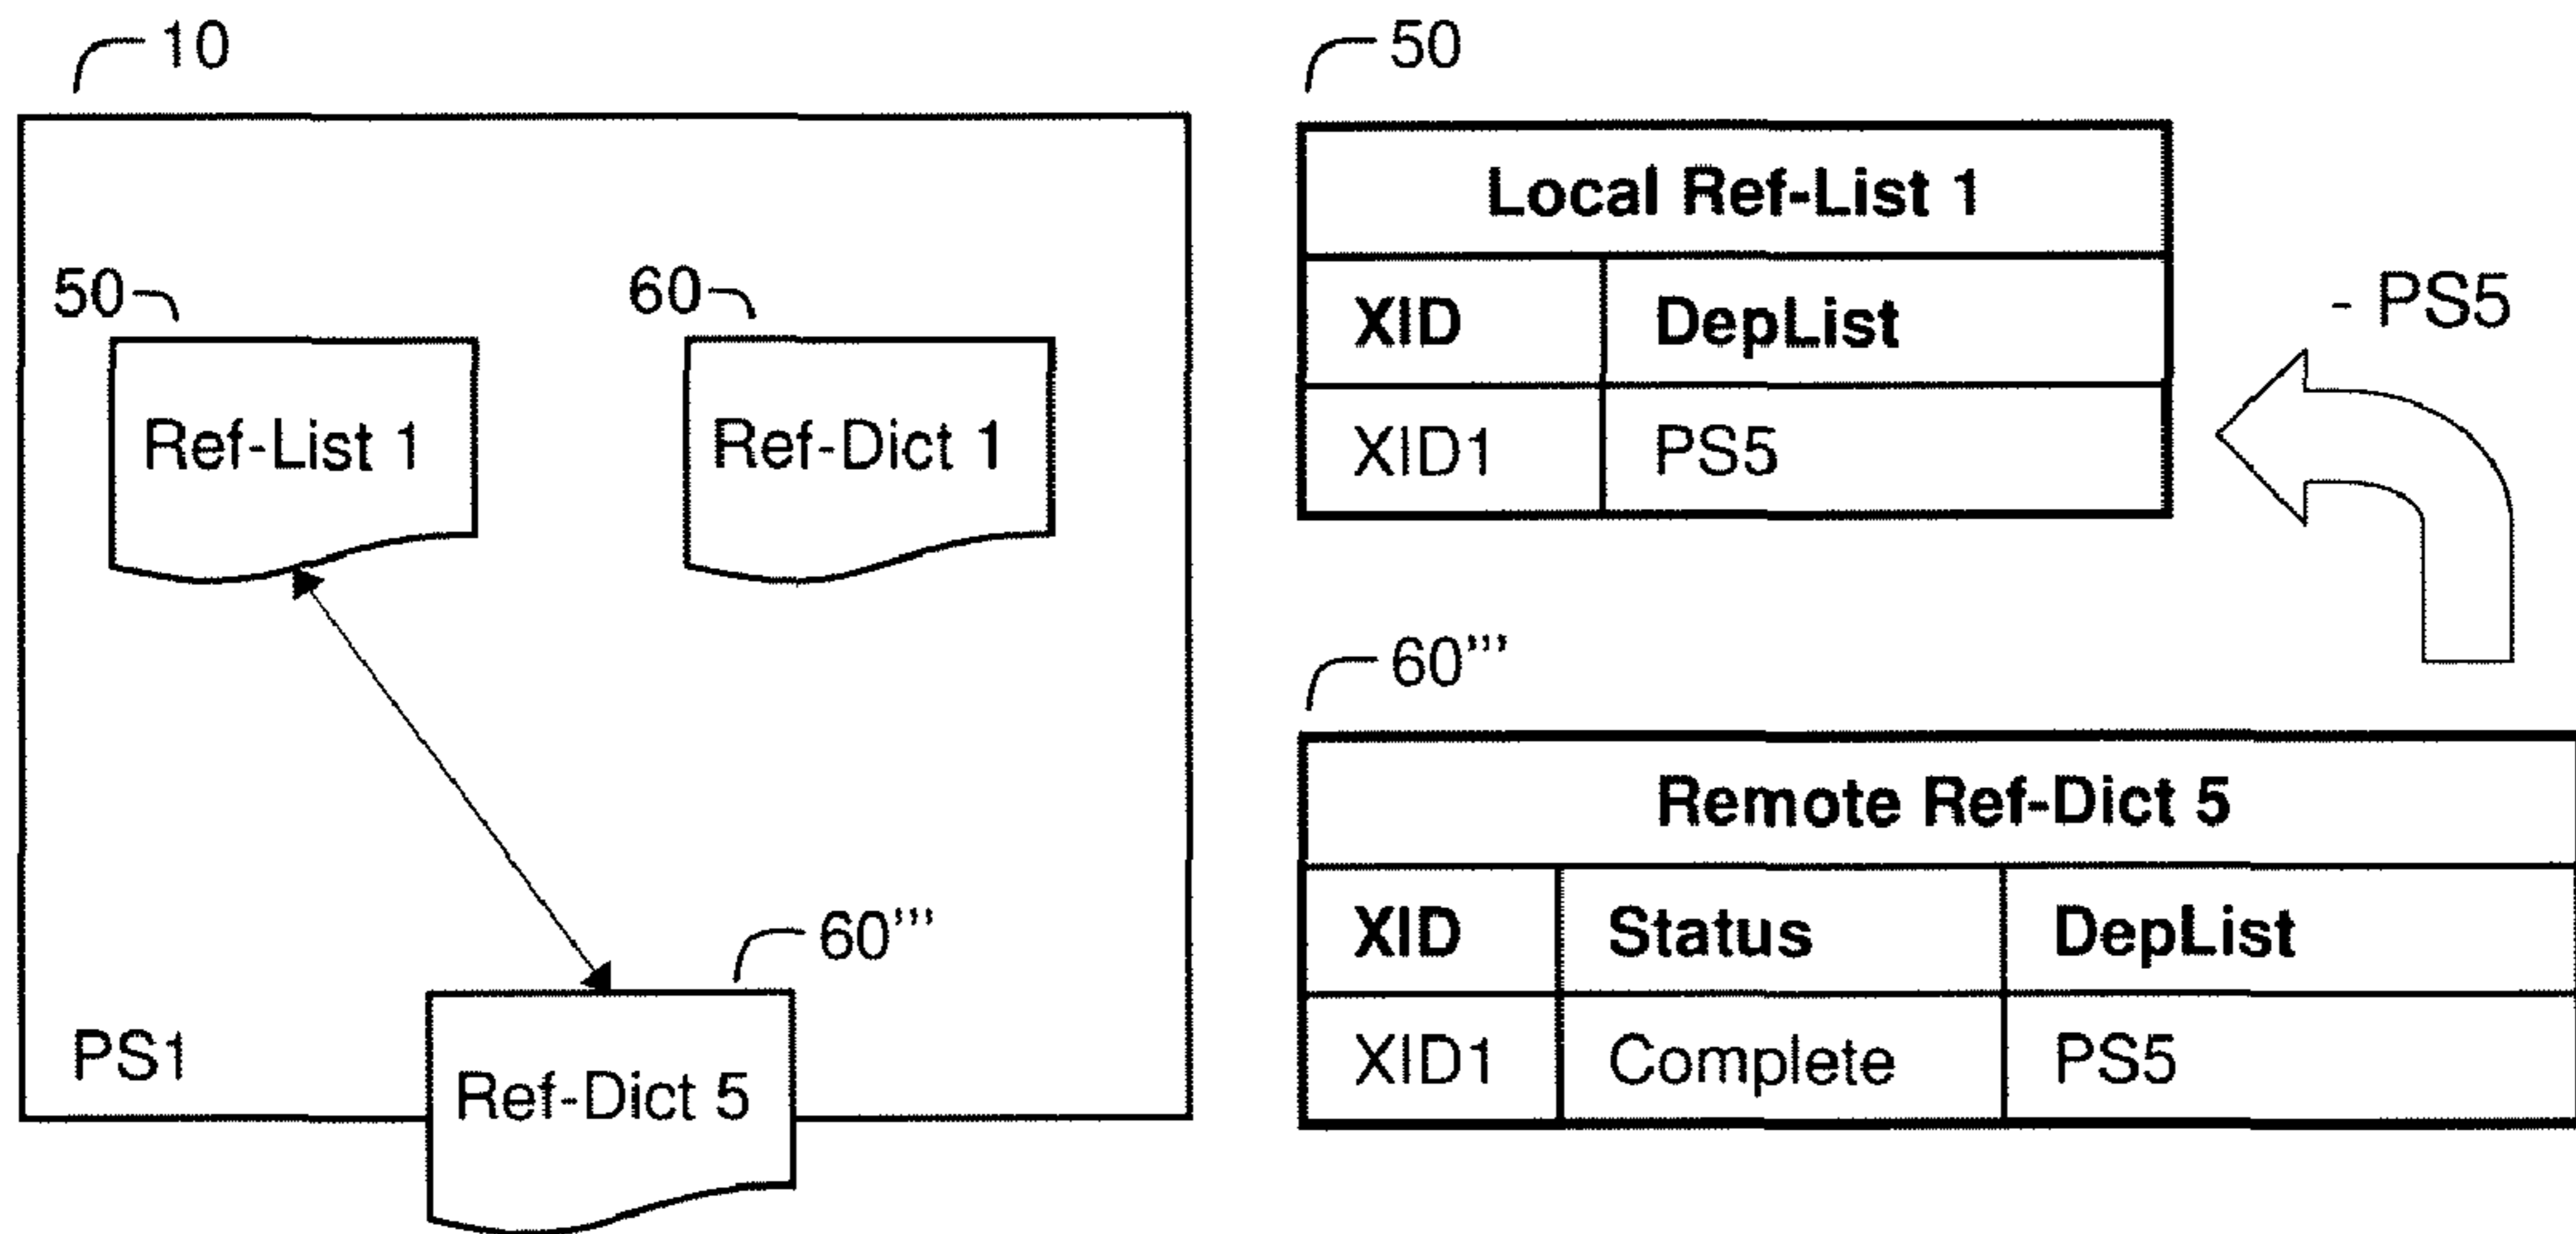 10
50
60
Ref-List 1
Ref-Dict 1
60'''
PS1
Ref-Dict 5
50
Local Ref-List 1
XID DepList
XID1 PS5
- PS5
60'''
Remote Ref-Dict 5
XID Status DepList
XID1 Complete PS5